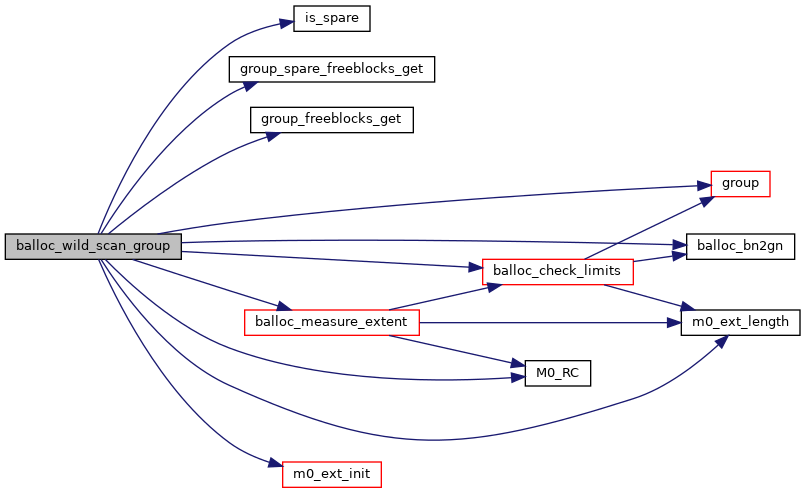 is_spare
group_spare_freeblocks_get
group_freeblocks_get
group
balloc_wild_scan_group
balloc_bn2gn
balloc_check_limits
balloc_measure_extent
m0_ext_length
M0_RC
m0_ext_init